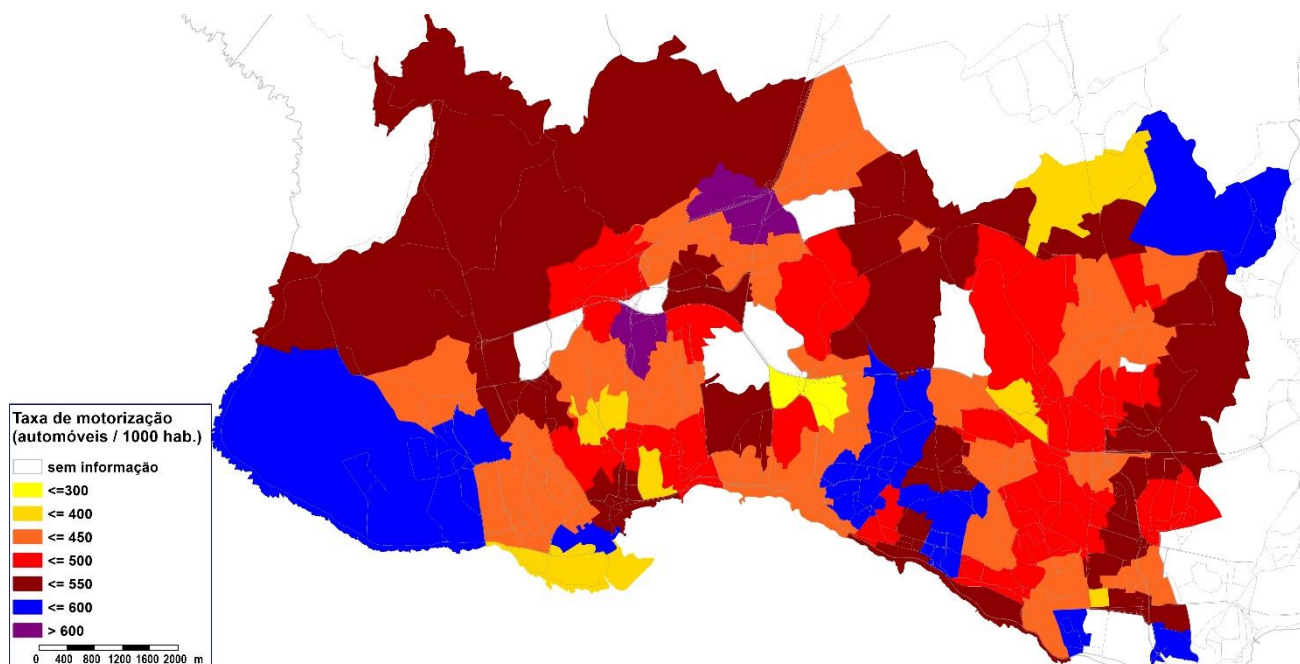 Taxa de motorização
(automóveis / 1000 hab.)
sem informação
<=300
<= 400
<= 450
<= 500
<= 550
<= 600
> 600
0 400 800 1200 1600 2000 m